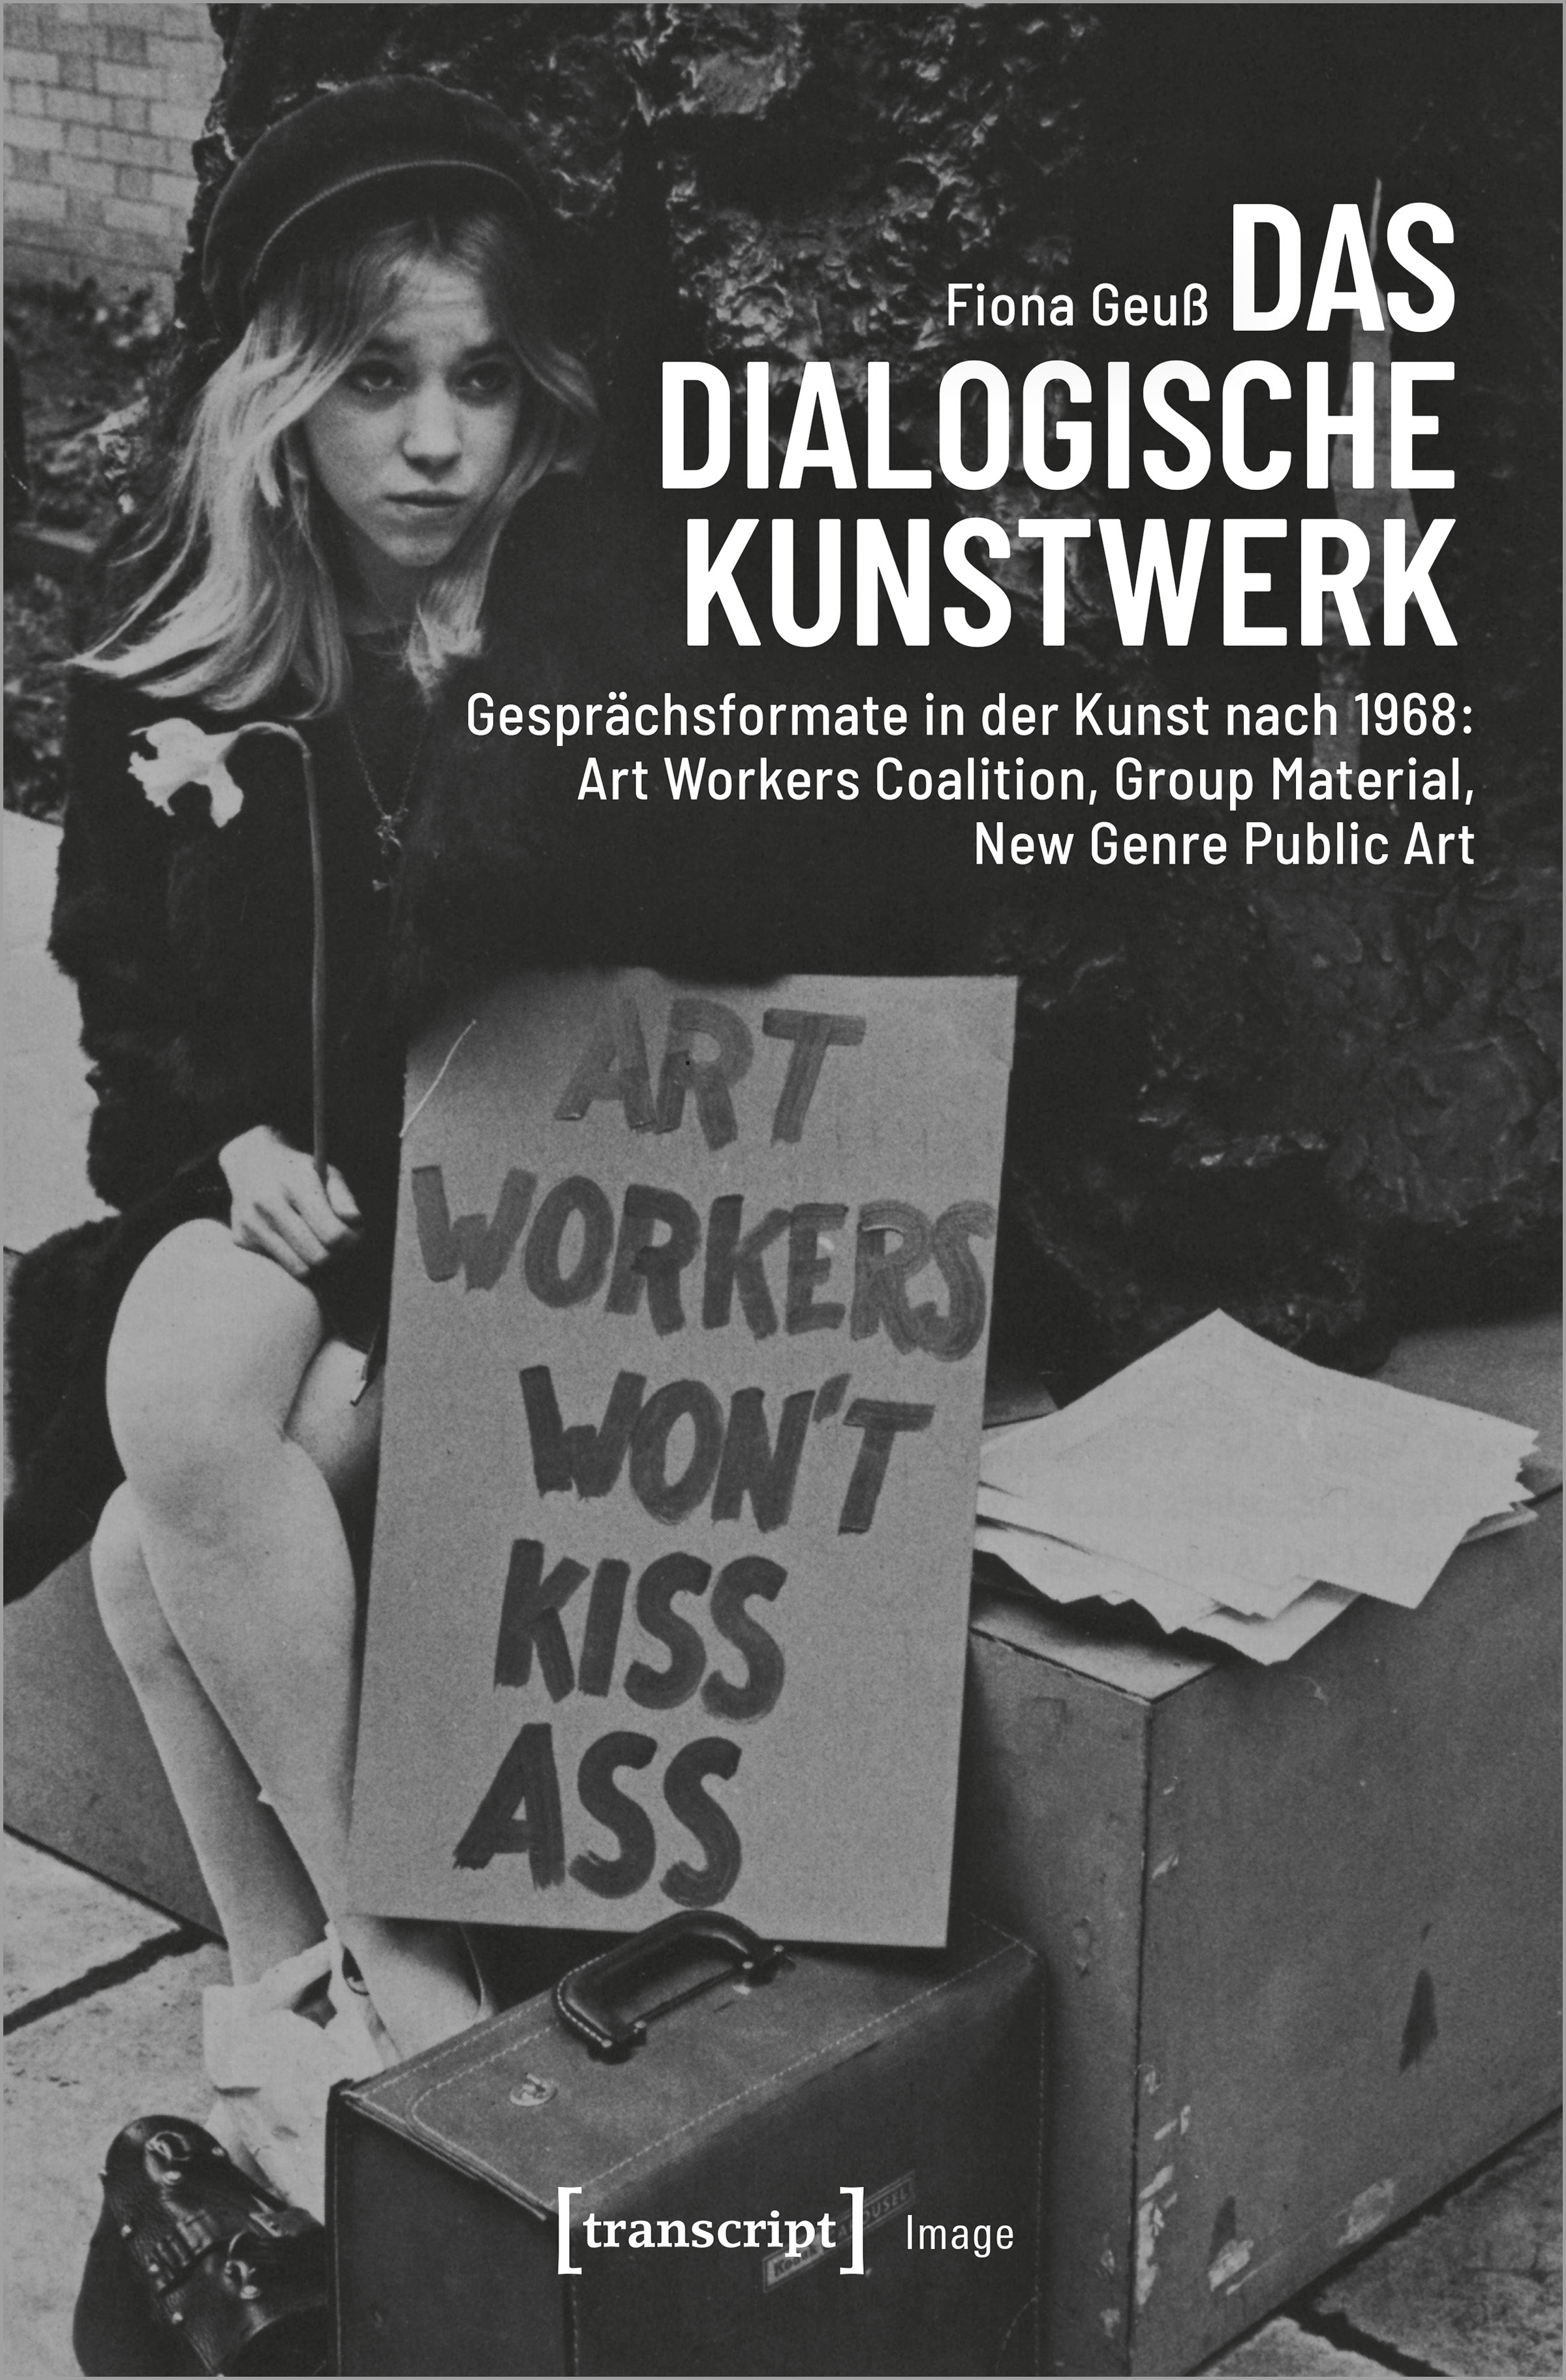 Fiona Geuß DAS
DIALOGISCHE
KUNSTWERK
Gesprächsformate in der Kunst nach 1968:
Art Workers Coalition, Group Material,
New Genre Public Art
ART
WORKERS
WON'T
KISS
ASS
[transcript] Image